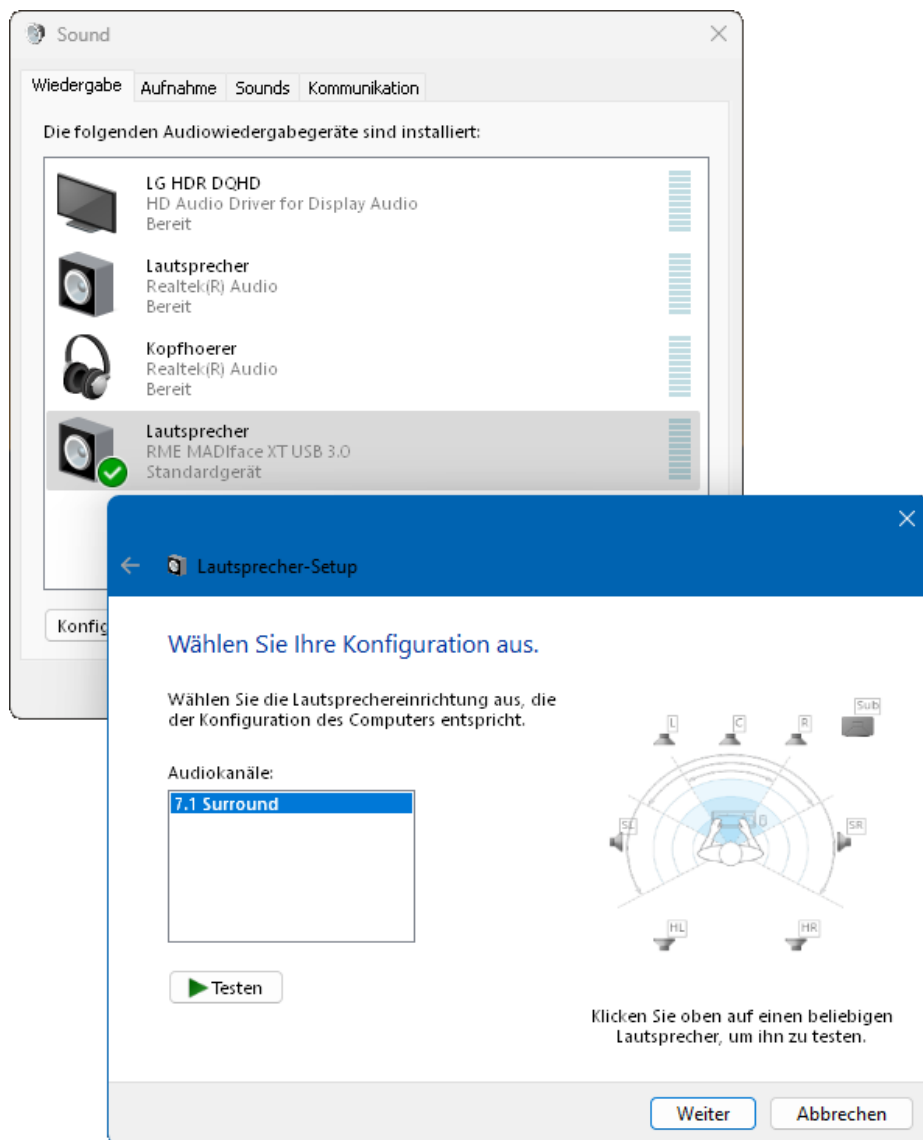 Sound
Wiedergabe Aufnahme Sounds Kommunikation
Die folgenden Audiowiedergabegeräte sind installiert:
LG HDR DQHD
HD Audio Driver for Display Audio
Bereit
Lautsprecher
Realtek(R) Audio
Bereit
Kopfhoerer
Realtek(R) Audio
Bereit
Lautsprecher
RME MADIface XT USB 3.0
Standardgerät
Konfig
Lautsprecher-Setup
Wählen Sie Ihre Konfiguration aus.
Wählen Sie die Lautsprechereinrichtung aus, die
der Konfiguration des Computers entspricht.
Audiokanäle:
7.1 Surround
Testen
L C R Sub
SL SR
HL HR
Klicken Sie oben auf einen beliebigen
Lautsprecher, um ihn zu testen.
Weiter Abbrechen